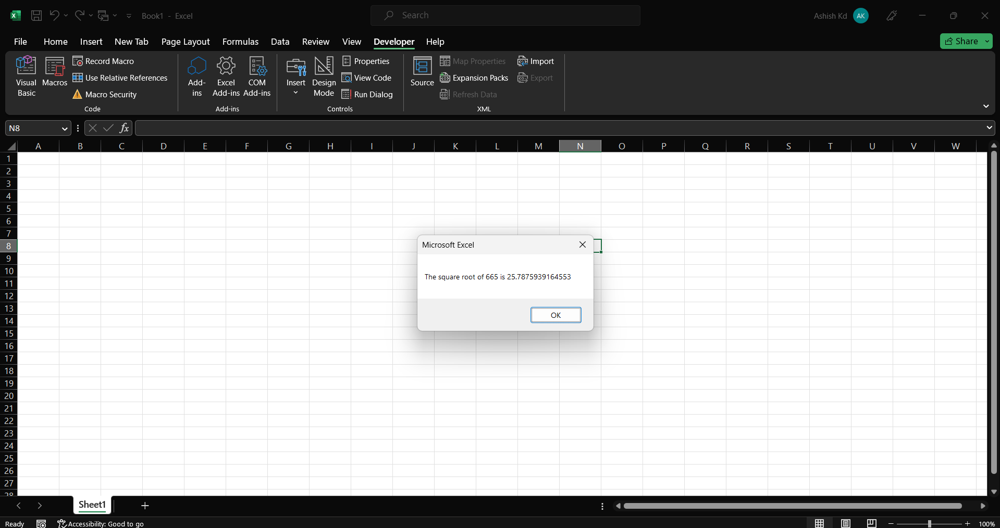 Book1 - Excel
Search
Ashish Kd AK
File Home Insert New Tab Page Layout Formulas Data Review View Developer Help Share
Visual Basic
Macros
Record Macro
Use Relative References
Macro Security
Code
Add-ins
Excel Add-ins
COM Add-ins
Add-ins
Insert
Design Mode
Properties
View Code
Run Dialog
Controls
Source
Map Properties
Expansion Packs
Refresh Data
Import
Export
XML
N8 fx
A B C D E F G H I J K L M N O P Q R S T U V W
1
2
3
4
5
6
7
8
9
10
11
12
13
14
15
16
17
18
19
20
21
22
23
24
25
26
27
28
Microsoft Excel
The square root of 665 is 25.7875939164553
OK
Sheet1
Ready Accessibility: Good to go 100%